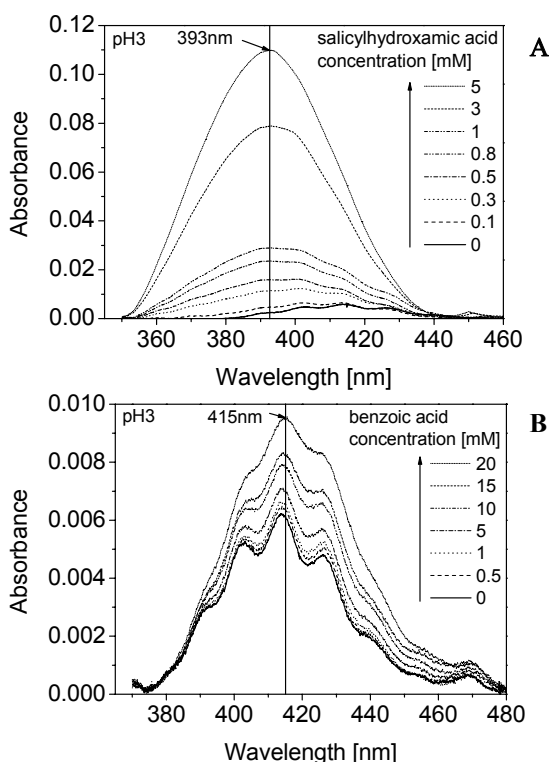 pH3
393nm
salicylhydroxamic acid
concentration [mM]
A
5
3
1
0.8
0.5
0.3
0.1
0
0.12
0.10
0.08
0.06
0.04
0.02
0.00
Absorbance
360 380 400 420 440 460
Wavelength [nm]
pH3
415nm
benzoic acid
concentration [mM]
B
20
15
10
5
1
0.5
0
0.010
0.008
0.006
0.004
0.002
0.000
Absorbance
380 400 420 440 460 480
Wavelength [nm]